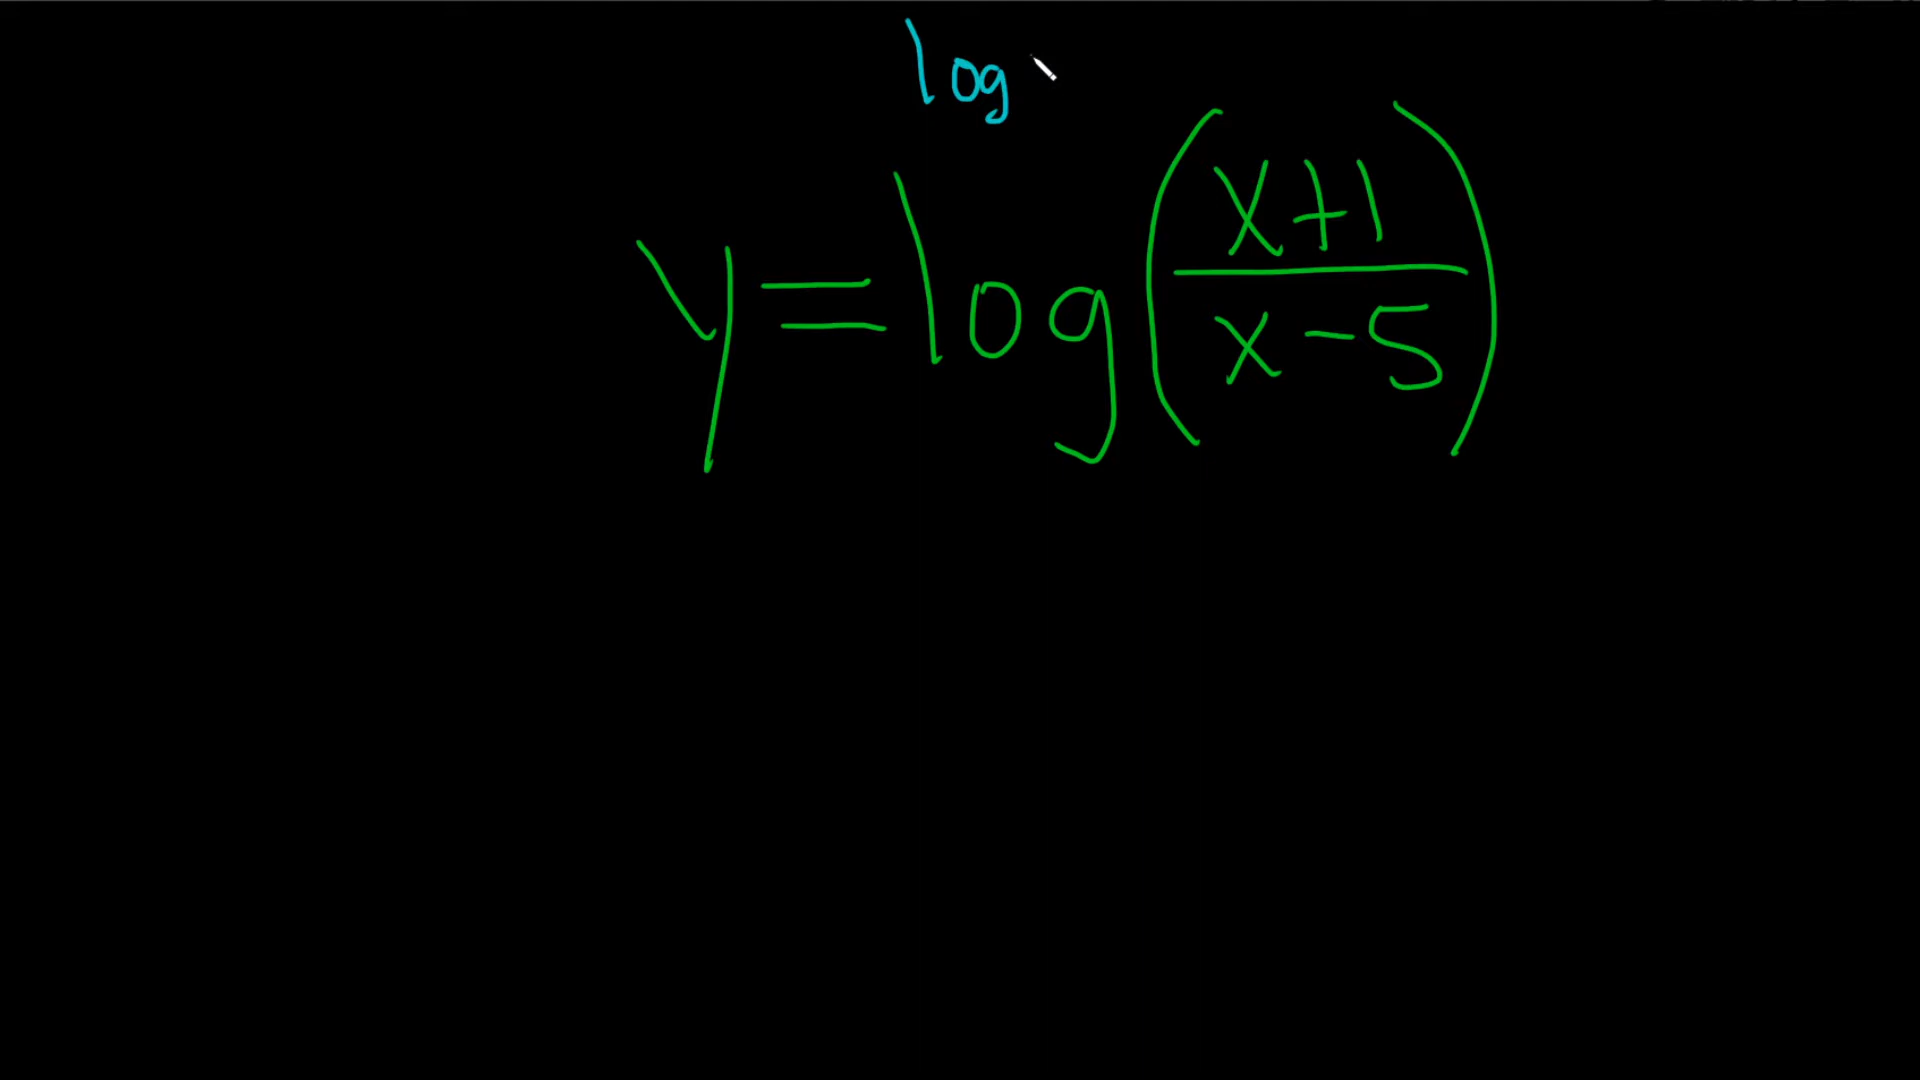 log
y = log ( (x+1) / (x-5) )